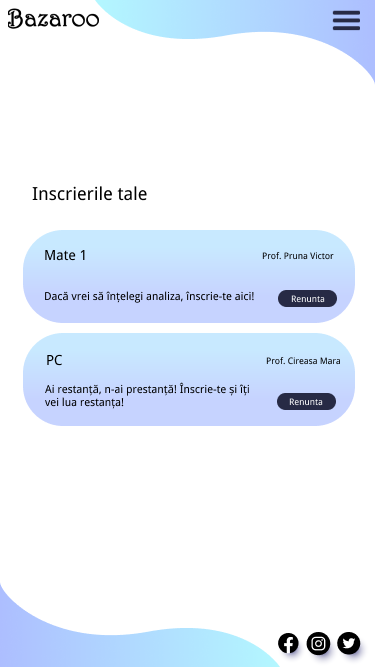 Bazaroo
Inscrierile tale
Mate 1
Prof. Pruna Victor
Dacă vrei să înțelegi analiza, înscrie-te aici!
Renunta
PC
Prof. Cireasa Mara
Ai restanță, n-ai prestanță! Înscrie-te și îți
vei lua restanța!
Renunta